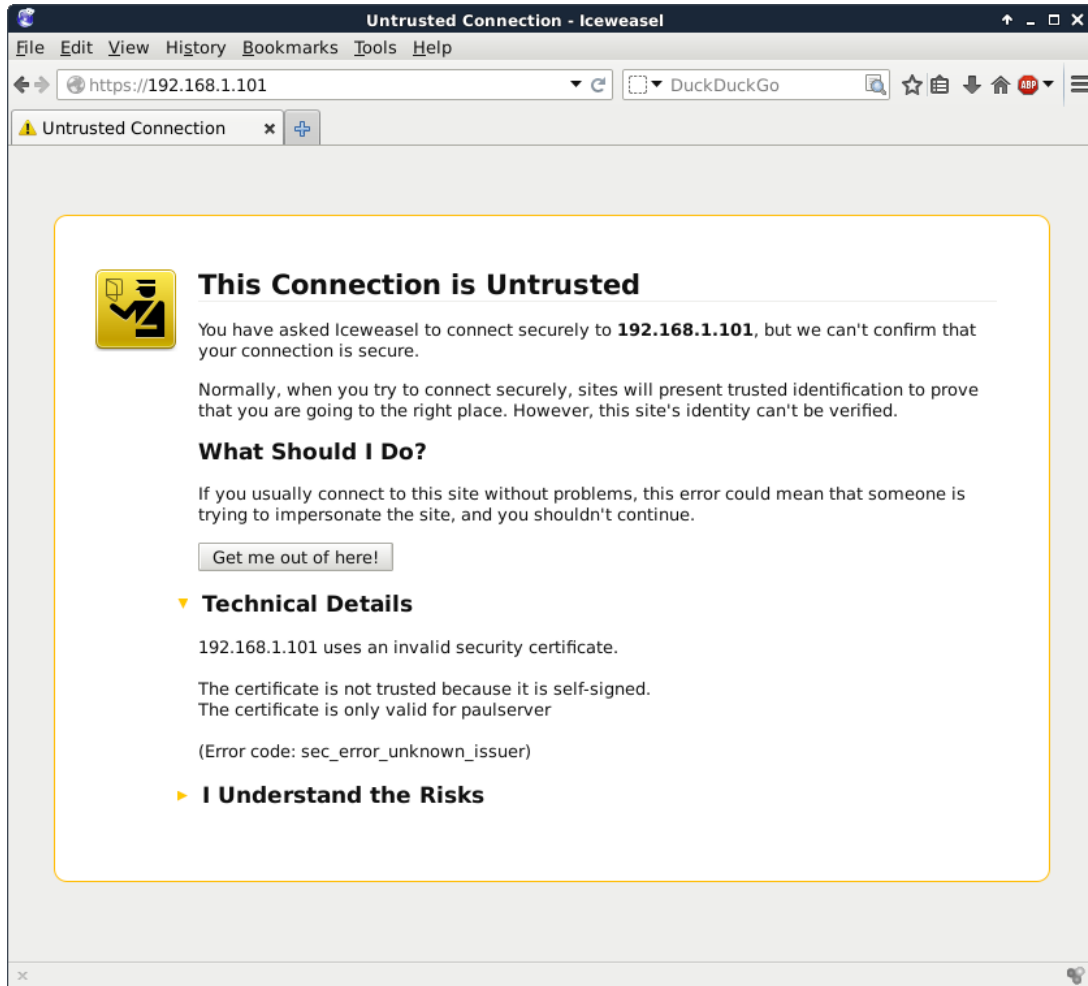 Untrusted Connection - Iceweasel
File Edit View History Bookmarks Tools Help
https://192.168.1.101
DuckDuckGo
ABP
Untrusted Connection
This Connection is Untrusted
You have asked Iceweasel to connect securely to 192.168.1.101, but we can't confirm that
your connection is secure.
Normally, when you try to connect securely, sites will present trusted identification to prove
that you are going to the right place. However, this site's identity can't be verified.
What Should I Do?
If you usually connect to this site without problems, this error could mean that someone is
trying to impersonate the site, and you shouldn't continue.
Get me out of here!
Technical Details
192.168.1.101 uses an invalid security certificate.
The certificate is not trusted because it is self-signed.
The certificate is only valid for paulserver
(Error code: sec_error_unknown_issuer)
I Understand the Risks